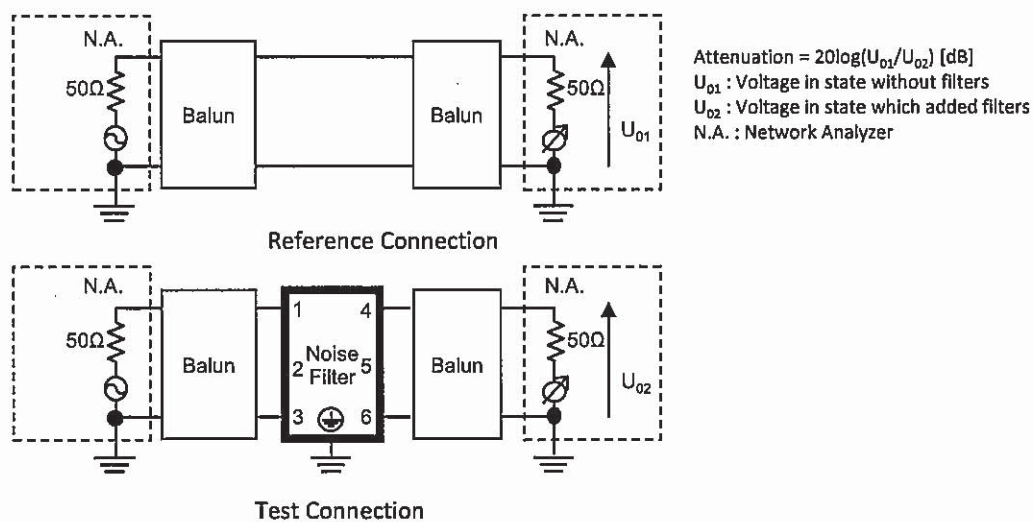 N.A.
50Ω
Balun
Balun
N.A.
50Ω
U01
Attenuation = 20log(U01/U02) [dB]
U01 : Voltage in state without filters
U02 : Voltage in state which added filters
N.A. : Network Analyzer
Reference Connection
N.A.
50Ω
Balun
1 4
2 Noise Filter 5
3 6
Balun
N.A.
50Ω
U02
Test Connection